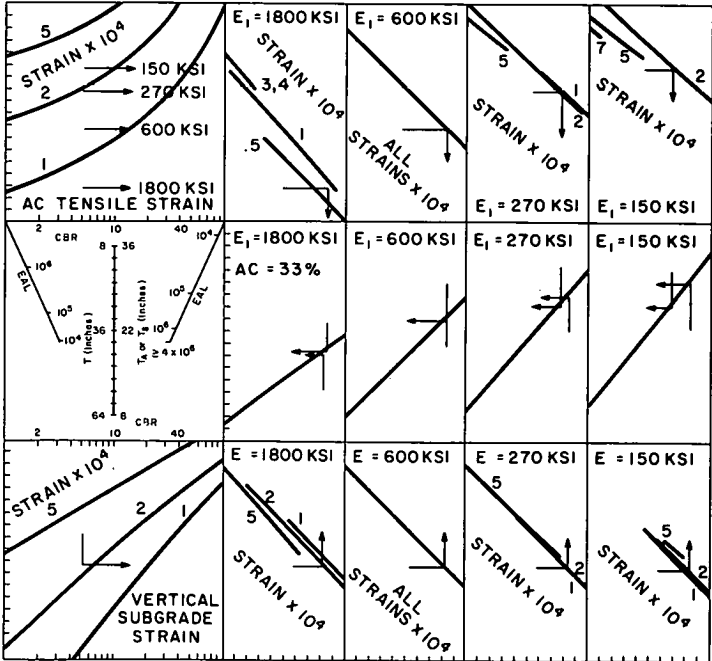 5
STRAIN x 10⁴
2
1
150 KSI
270 KSI
600 KSI
1800 KSI
AC TENSILE STRAIN
E₁ = 1800 KSI
STRAIN x 10⁴
3,4
1
.5
E₁ = 600 KSI
ALL
STRAINS x 10⁴
5
1
2
STRAIN x 10⁴
E₁ = 270 KSI
7
5
2
STRAIN x 10⁴
E₁ = 150 KSI
2
CBR
10
40
8
36
10⁴
10⁶
EAL
10⁵
10⁴
T (Inches)
36
22
TA or TB (Inches)
10⁵
EAL
10⁶
≥ 4 x 10⁶
64
8
2
10
CBR
40
E₁ = 1800 KSI
AC = 33%
E₁ = 600 KSI
E₁ = 270 KSI
E₁ = 150 KSI
STRAIN x 10⁴
5
2
1
VERTICAL
SUBGRADE
STRAIN
E = 1800 KSI
2
1
5
STRAIN x 10⁴
E = 600 KSI
ALL
STRAINS x 10⁴
E = 270 KSI
5
2
1
STRAIN x 10⁴
E = 150 KSI
5
2
1
STRAIN x 10⁴